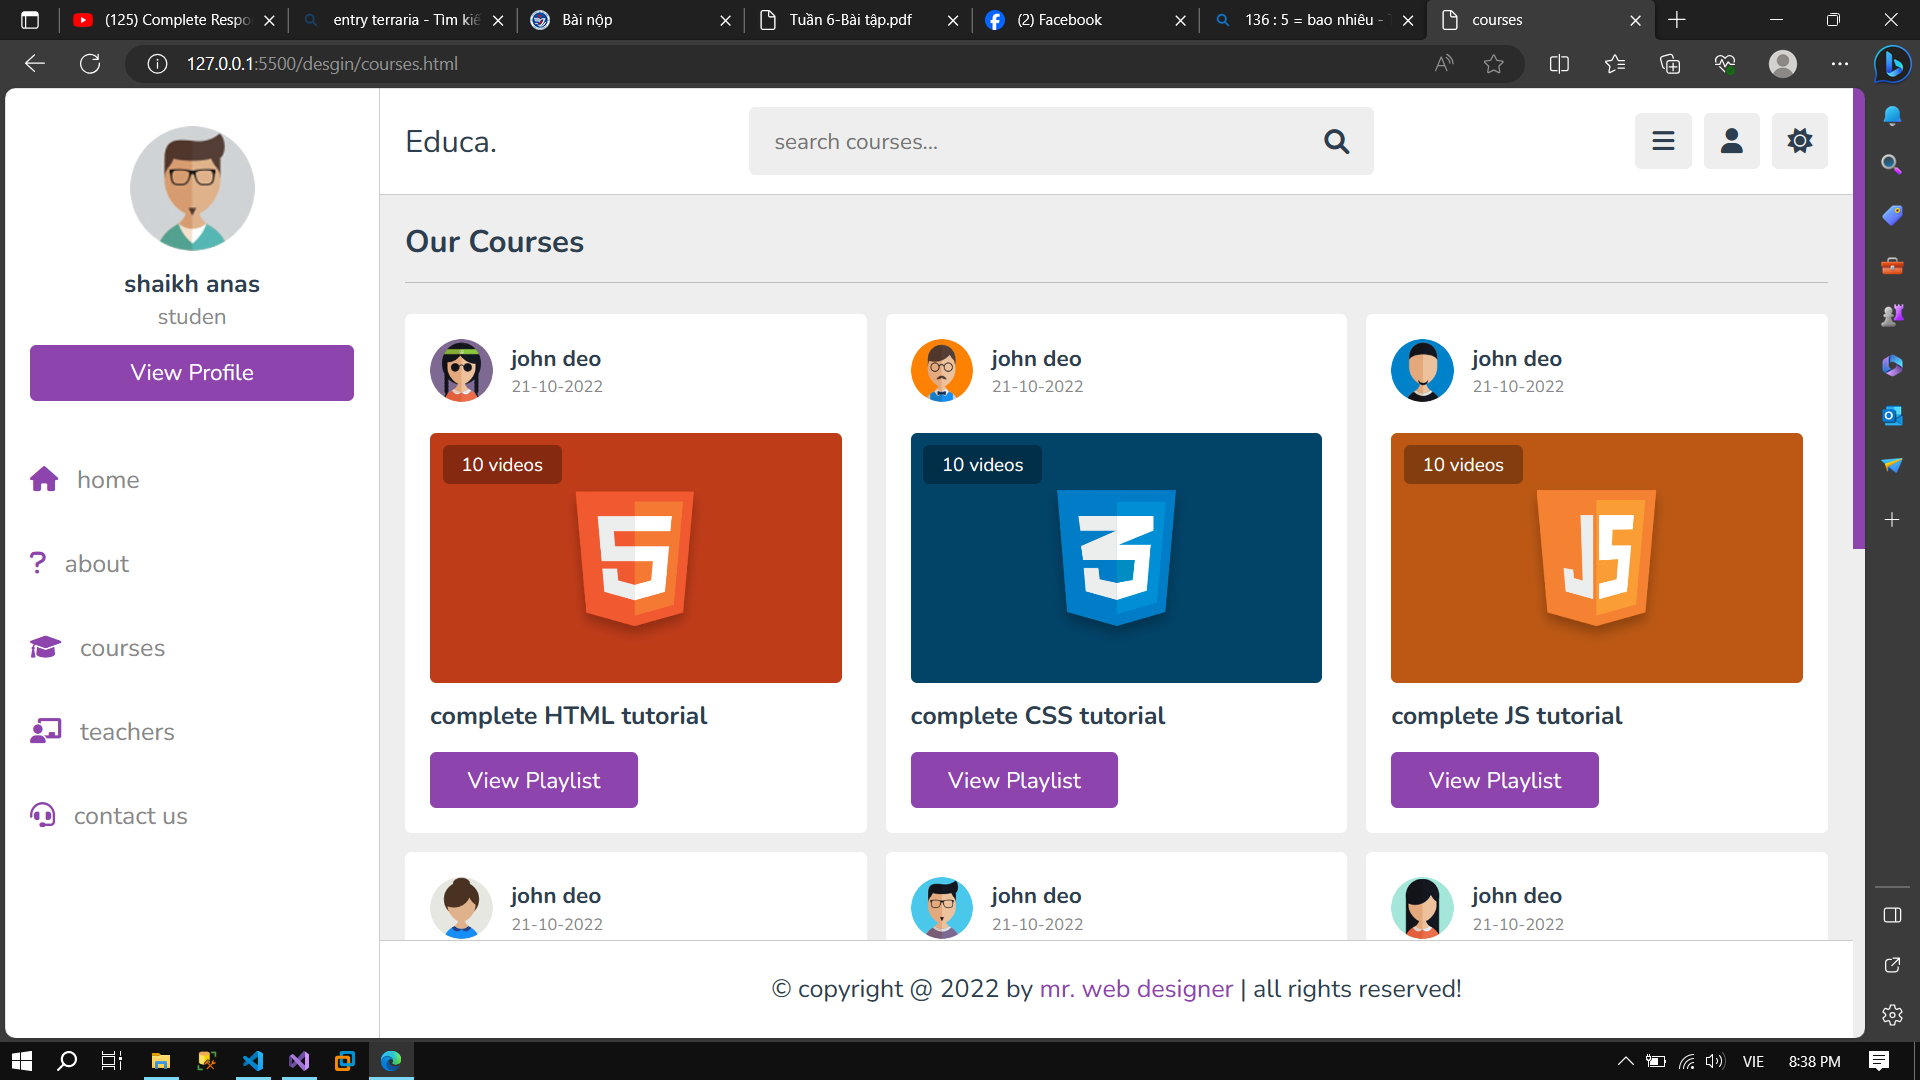 (125) Complete Respo
entry terraria - Tìm kiế
Bài nộp
Tuần 6-Bài tập.pdf
(2) Facebook
136 : 5 = bao nhiêu - T
courses
127.0.0.1:5500/desgin/courses.html
Educa.
search courses...
shaikh anas
studen
View Profile
home
about
courses
teachers
contact us
Our Courses
john deo
21-10-2022
10 videos
5
complete HTML tutorial
View Playlist
john deo
21-10-2022
10 videos
3
complete CSS tutorial
View Playlist
john deo
21-10-2022
10 videos
JS
complete JS tutorial
View Playlist
john deo
21-10-2022
john deo
21-10-2022
john deo
21-10-2022
© copyright @ 2022 by mr. web designer | all rights reserved!
VIE
8:38 PM